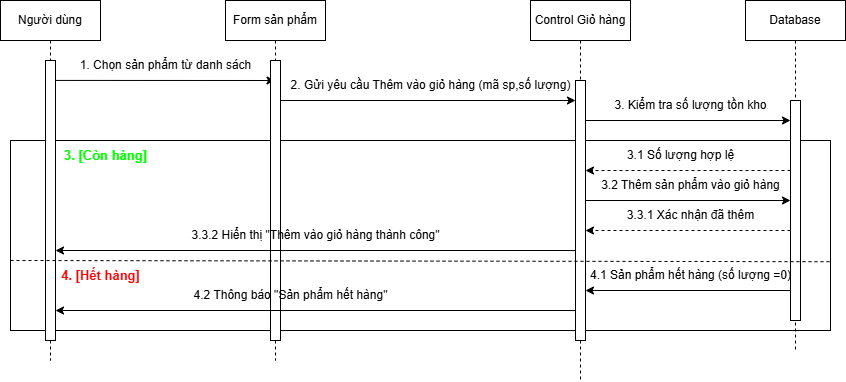 Người dùng
Form sản phẩm
Control Giỏ hàng
Database
1. Chọn sản phẩm từ danh sách
2. Gửi yêu cầu Thêm vào giỏ hàng (mã sp,số lượng)
3. Kiểm tra số lượng tồn kho
3. [Còn hàng]
3.1 Số lượng hợp lệ
3.2 Thêm sản phẩm vào giỏ hàng
3.3.1 Xác nhận đã thêm
3.3.2 Hiển thị "Thêm vào giỏ hàng thành công"
4. [Hết hàng]
4.1 Sản phẩm hết hàng (số lượng =0)
4.2 Thông báo "Sản phẩm hết hàng"